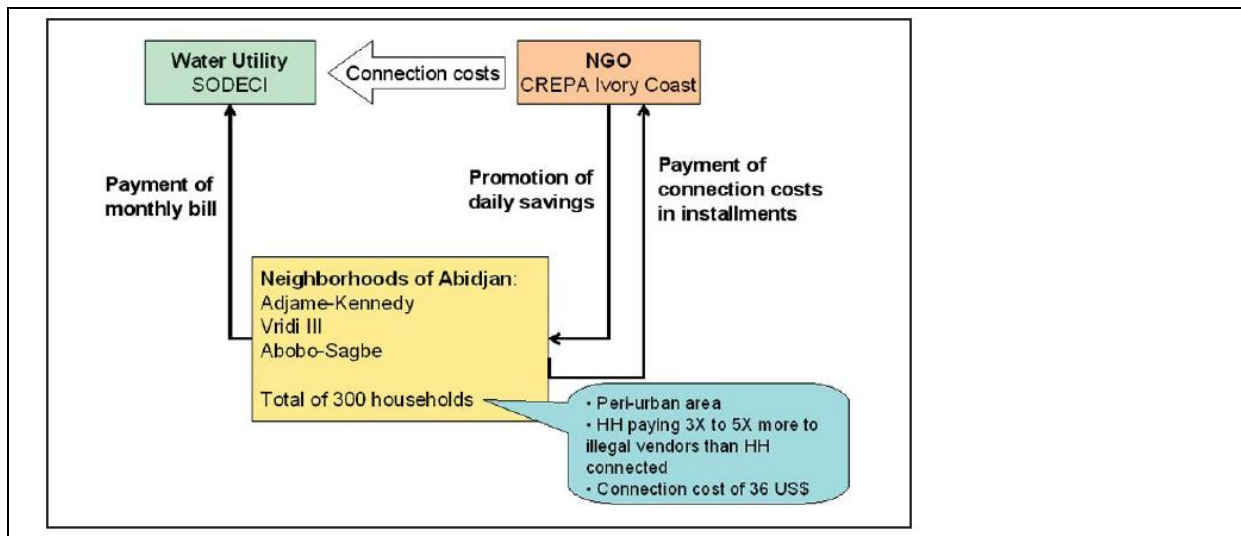 Water Utility
SODECI
Connection costs
NGO
CREPA Ivory Coast
Payment of
monthly bill
Promotion of
daily savings
Payment of
connection costs
in installments
Neighborhoods of Abidjan:
Adjame-Kennedy
Vridi III
Abobo-Sagbe
Total of 300 households
• Peri-urban area
• HH paying 3X to 5X more to
illegal vendors than HH
connected
• Connection cost of 36 US$